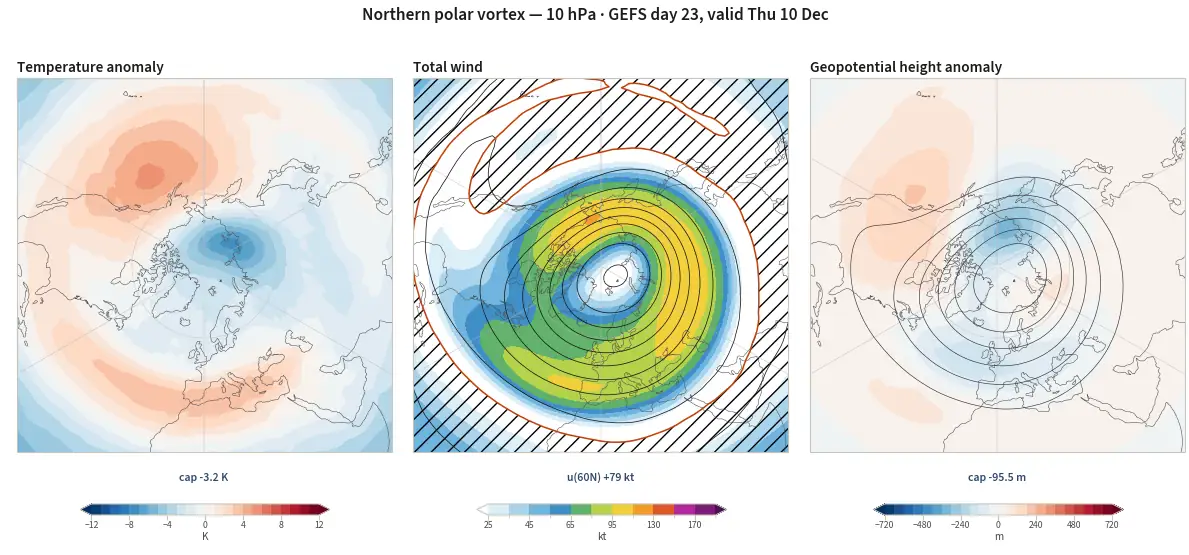 Northern polar vortex — 10 hPa · GEFS day 23, valid Thu 10 Dec
Temperature anomaly
Total wind
Geopotential height anomaly
cap -3.2 K
u(60N) +79 kt
cap -95.5 m
−12 −8 −4 0 4 8 12
K
25 45 65 95 130 170
kt
−720 −480 −240 0 240 480 720
m